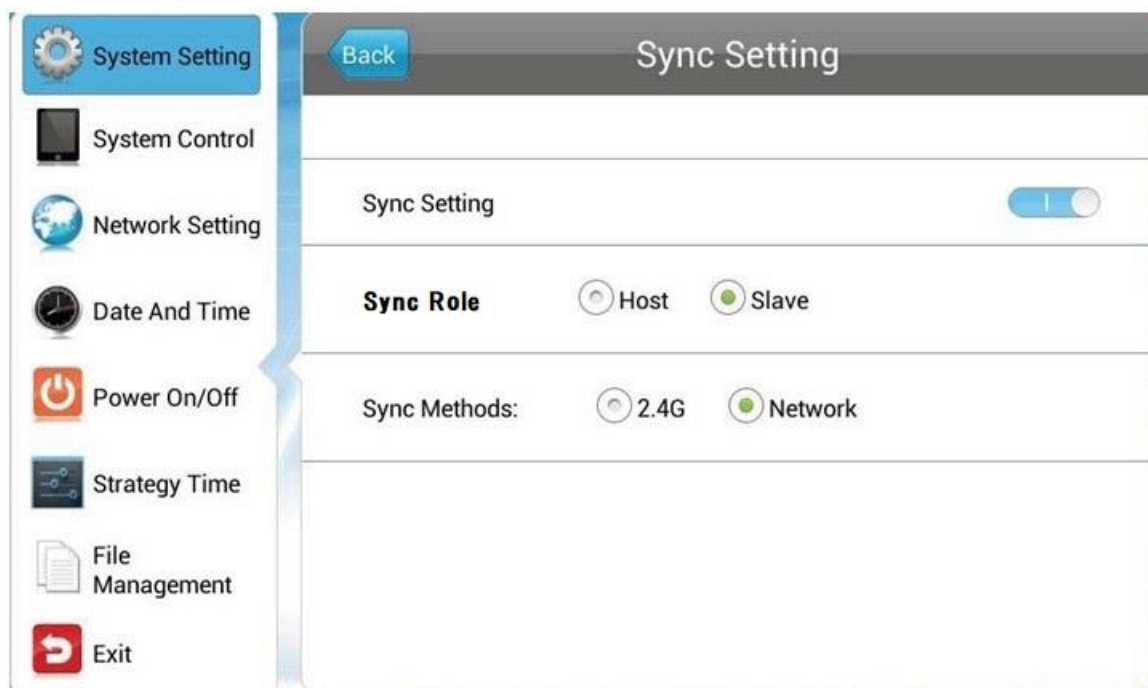 System Setting
System Control
Network Setting
Date And Time
Power On/Off
Strategy Time
File
Management
Exit
Back
Sync Setting
Sync Setting
Sync Role Host Slave
Sync Methods: 2.4G Network